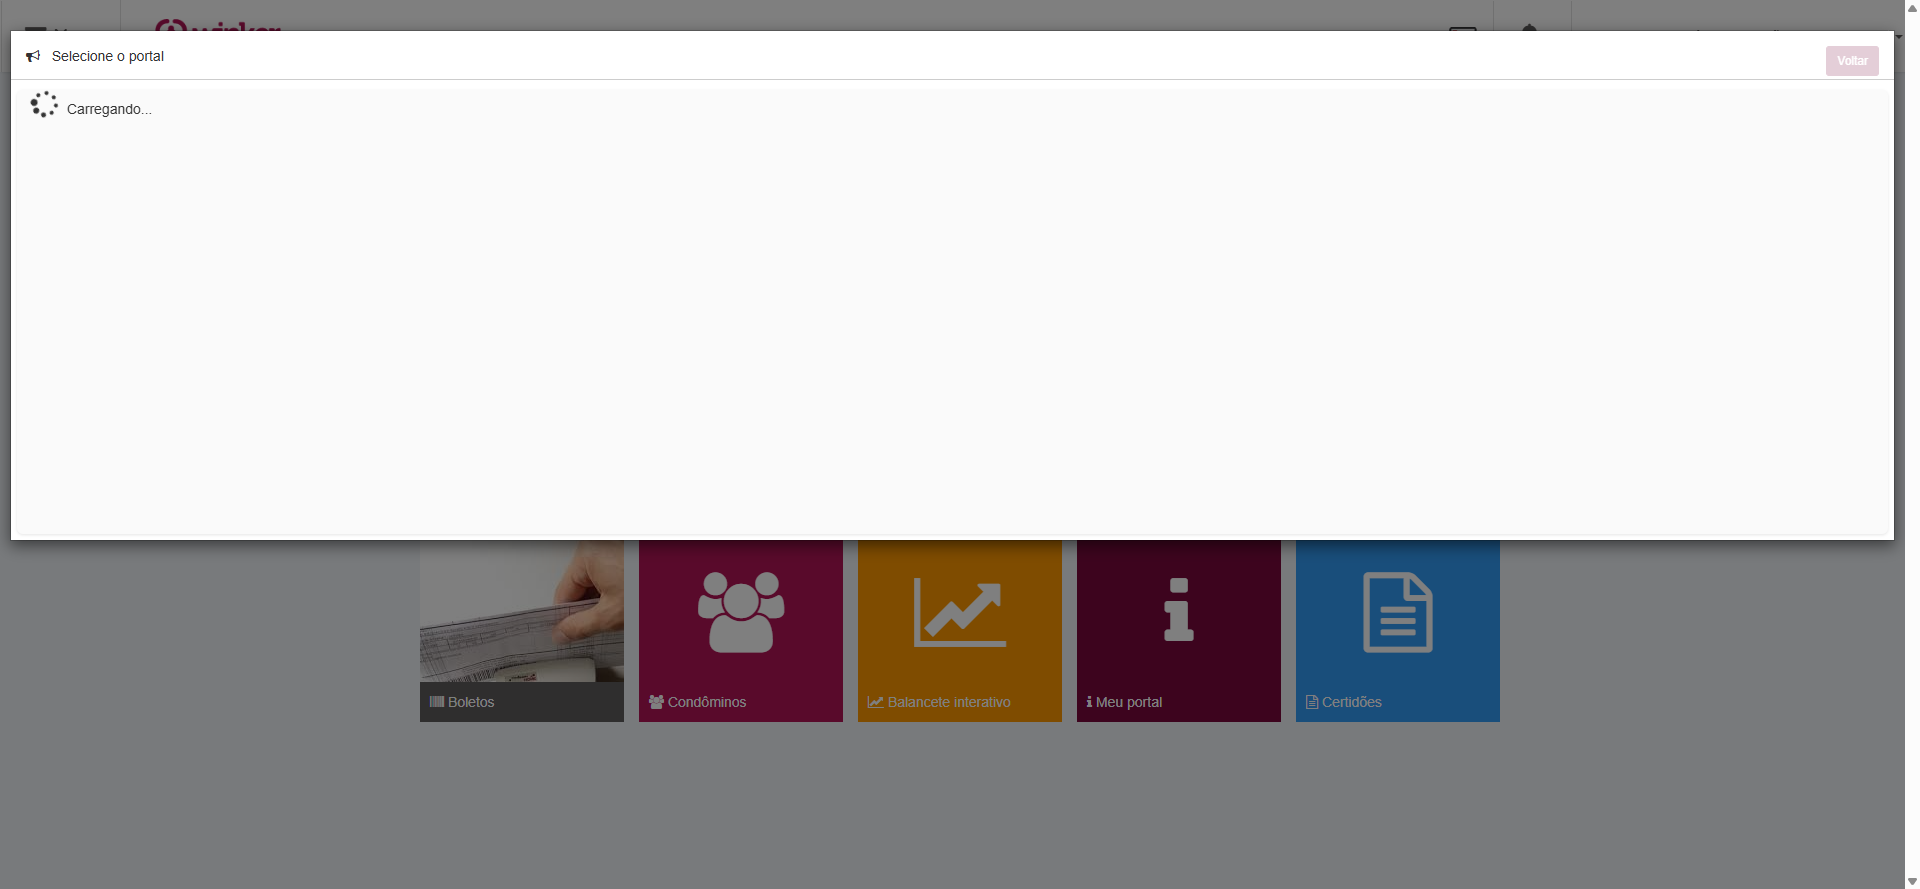 Selecione o portal
Voltar
Carregando...
Boletos
Condôminos
Balancete interativo
Meu portal
Certidões